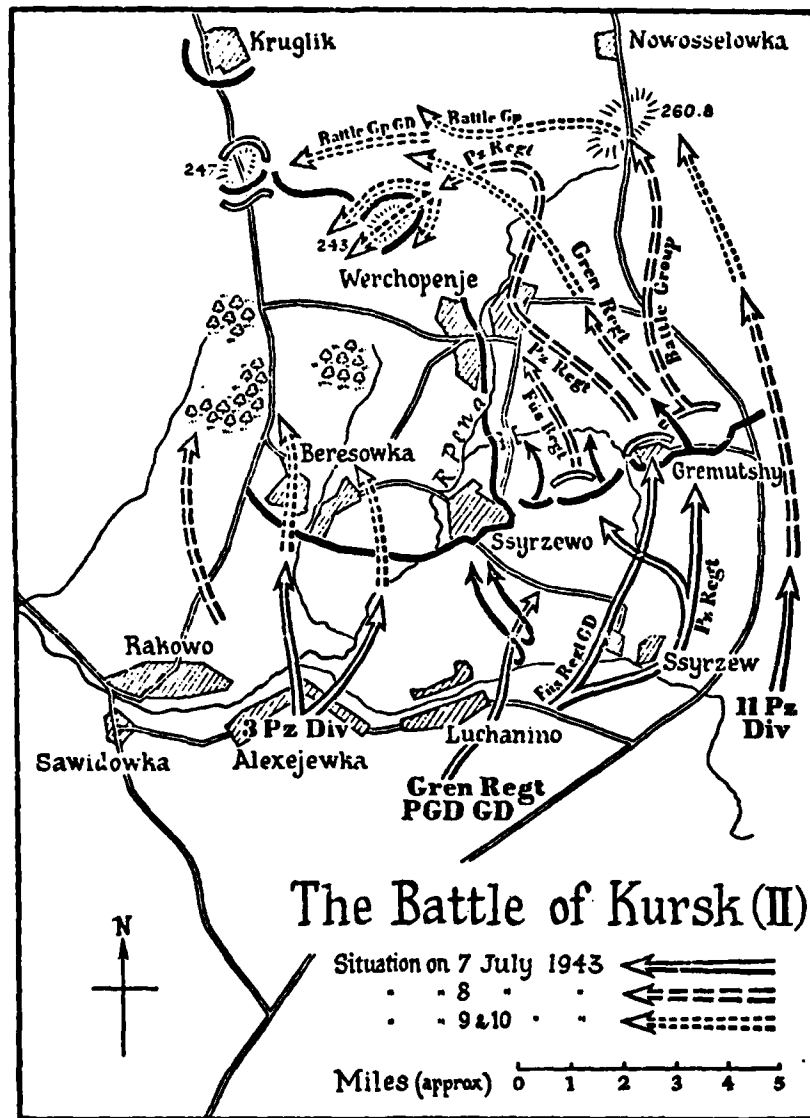 Kruglik
Nowosselowka
260.8
Battle Gp GD
Battle Gp
Pz Regt
247
243
Werchopenje
Gren Regt
Battle Group
Pz Regt
Füs Regt
R Pena
Beresowka
Gremutshy
Ssyrzewo
Pz Regt
Füs Regt GD
Rakowo
Ssyrzew
3 Pz Div
Luchanino
11 Pz
Div
Sawidowka
Alexejewka
Gren Regt
PGD GD
The Battle of Kursk (II)
N
Situation on 7 July 1943
" " 8 " "
" " 9 & 10 " "
Miles (approx) 0 1 2 3 4 5